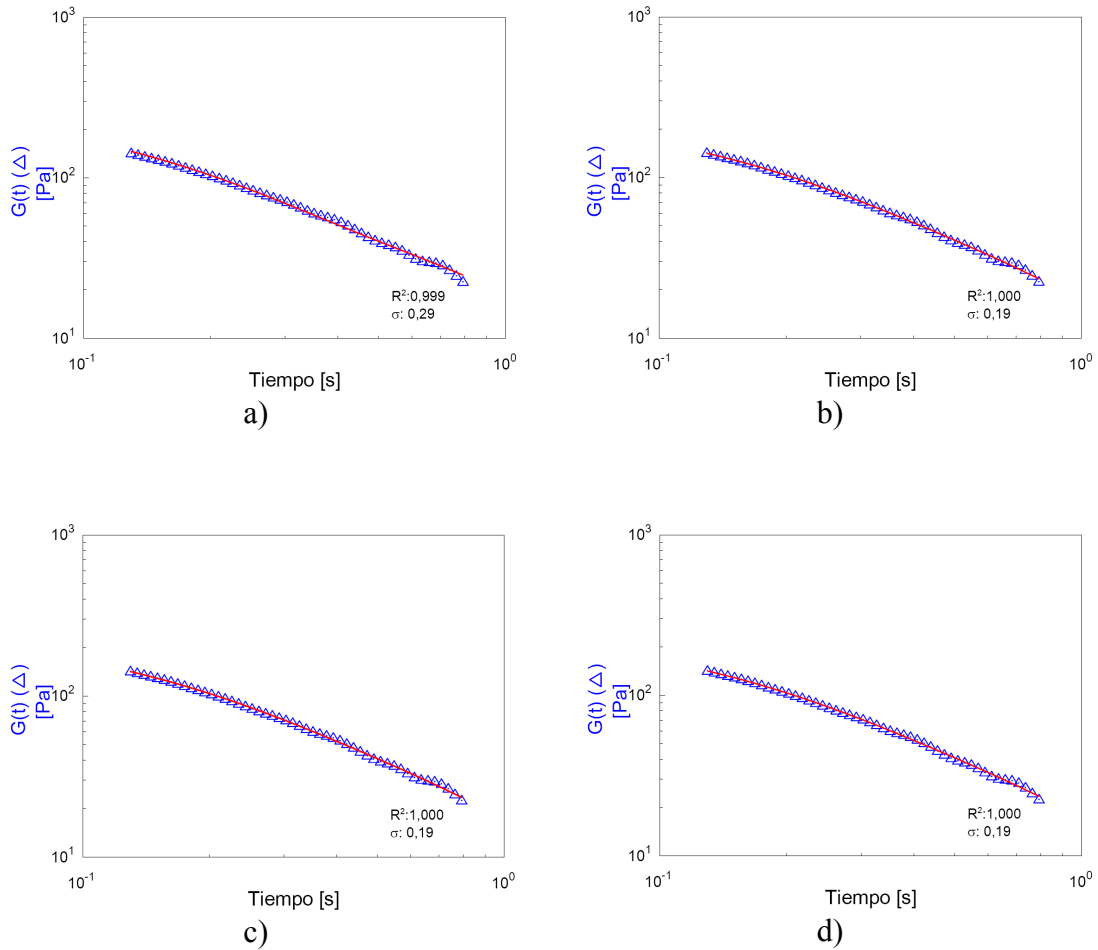 10³
10²
10¹
G(t) (△)
[Pa]
R²:0,999
σ: 0,29
10⁻¹
10⁰
Tiempo [s]
a)
10³
10²
10¹
G(t) (△)
[Pa]
R²:1,000
σ: 0,19
10⁻¹
10⁰
Tiempo [s]
b)
10³
10²
10¹
G(t) (△)
[Pa]
R²:1,000
σ: 0,19
10⁻¹
10⁰
Tiempo [s]
c)
10³
10²
10¹
G(t) (△)
[Pa]
R²:1,000
σ: 0,19
10⁻¹
10⁰
Tiempo [s]
d)